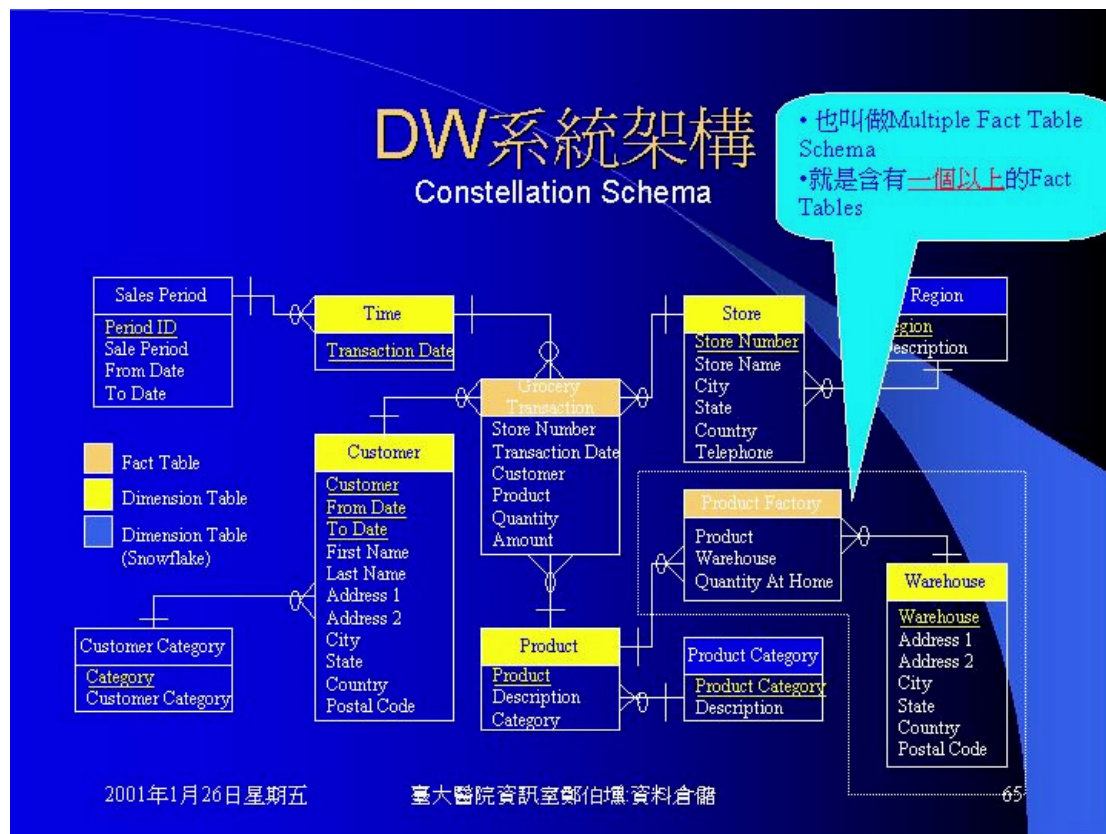 DW系統架構
Constellation Schema
• 也叫做Multiple Fact Table
Schema
•就是含有一個以上的Fact
Tables
Sales Period
Period ID
Sale Period
From Date
To Date
Time
Transaction Date
Store
Store Number
Store Name
City
State
Country
Telephone
Region
egion
escription
Grocery
Transaction
Store Number
Transaction Date
Customer
Product
Quantity
Amount
Fact Table
Dimension Table
Dimension Table
(Snowflake)
Customer
Customer
From Date
To Date
First Name
Last Name
Address 1
Address 2
City
State
Country
Postal Code
Product Factory
Product
Warehouse
Quantity At Home
Warehouse
Warehouse
Address 1
Address 2
City
State
Country
Postal Code
Customer Category
Category
Customer Category
Product
Product
Description
Category
Product Category
Product Category
Description
2001年1月26日星期五
臺大醫院資訊室鄭伯壎:資料倉儲
65